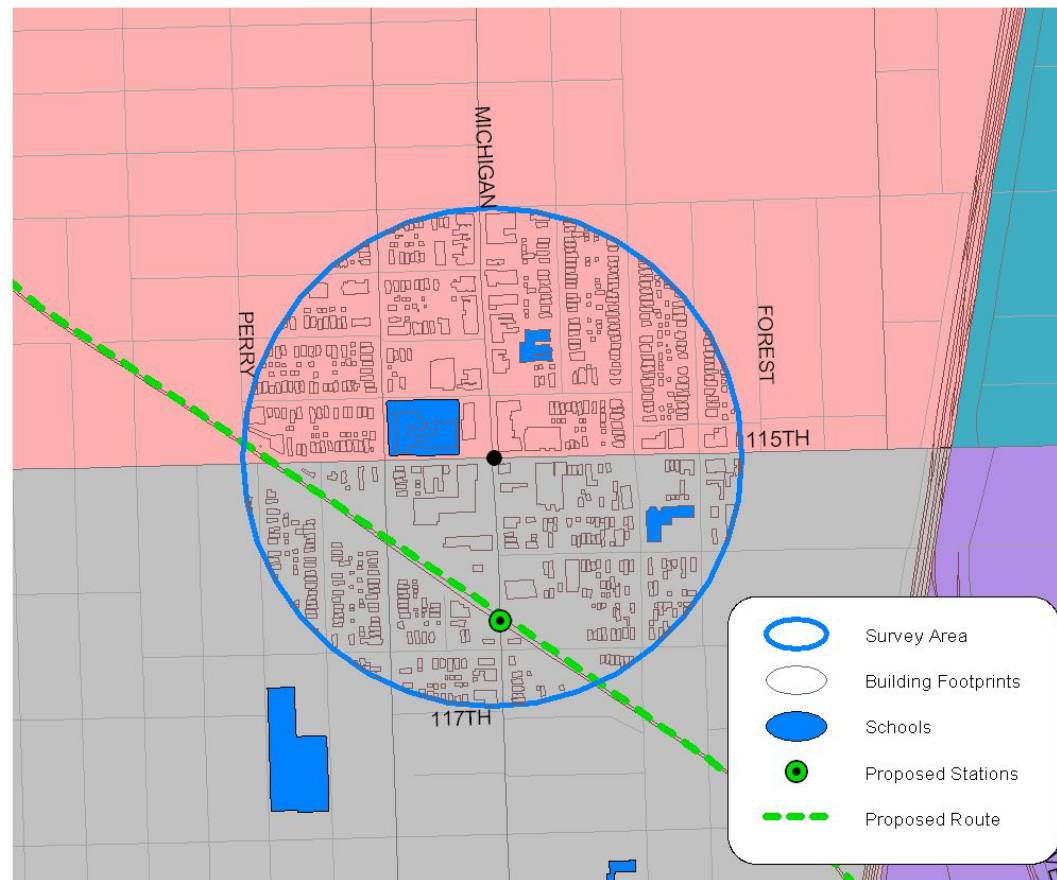 MICHIGAN
PERRY
FOREST
115TH
117TH
Survey Area
Building Footprints
Schools
Proposed Stations
Proposed Route